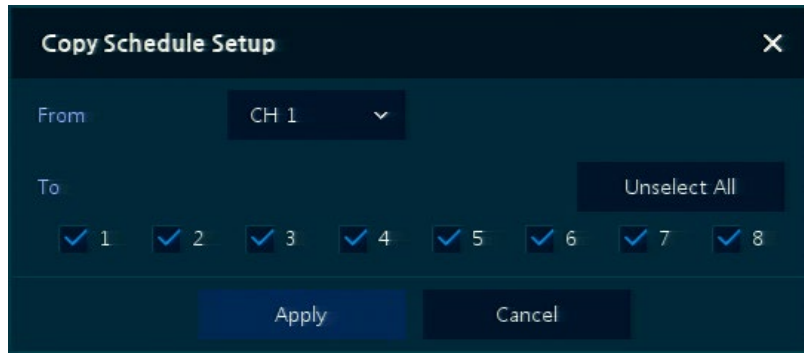 Copy Schedule Setup
From CH 1
To Unselect All
1 2 3 4 5 6 7 8
Apply Cancel